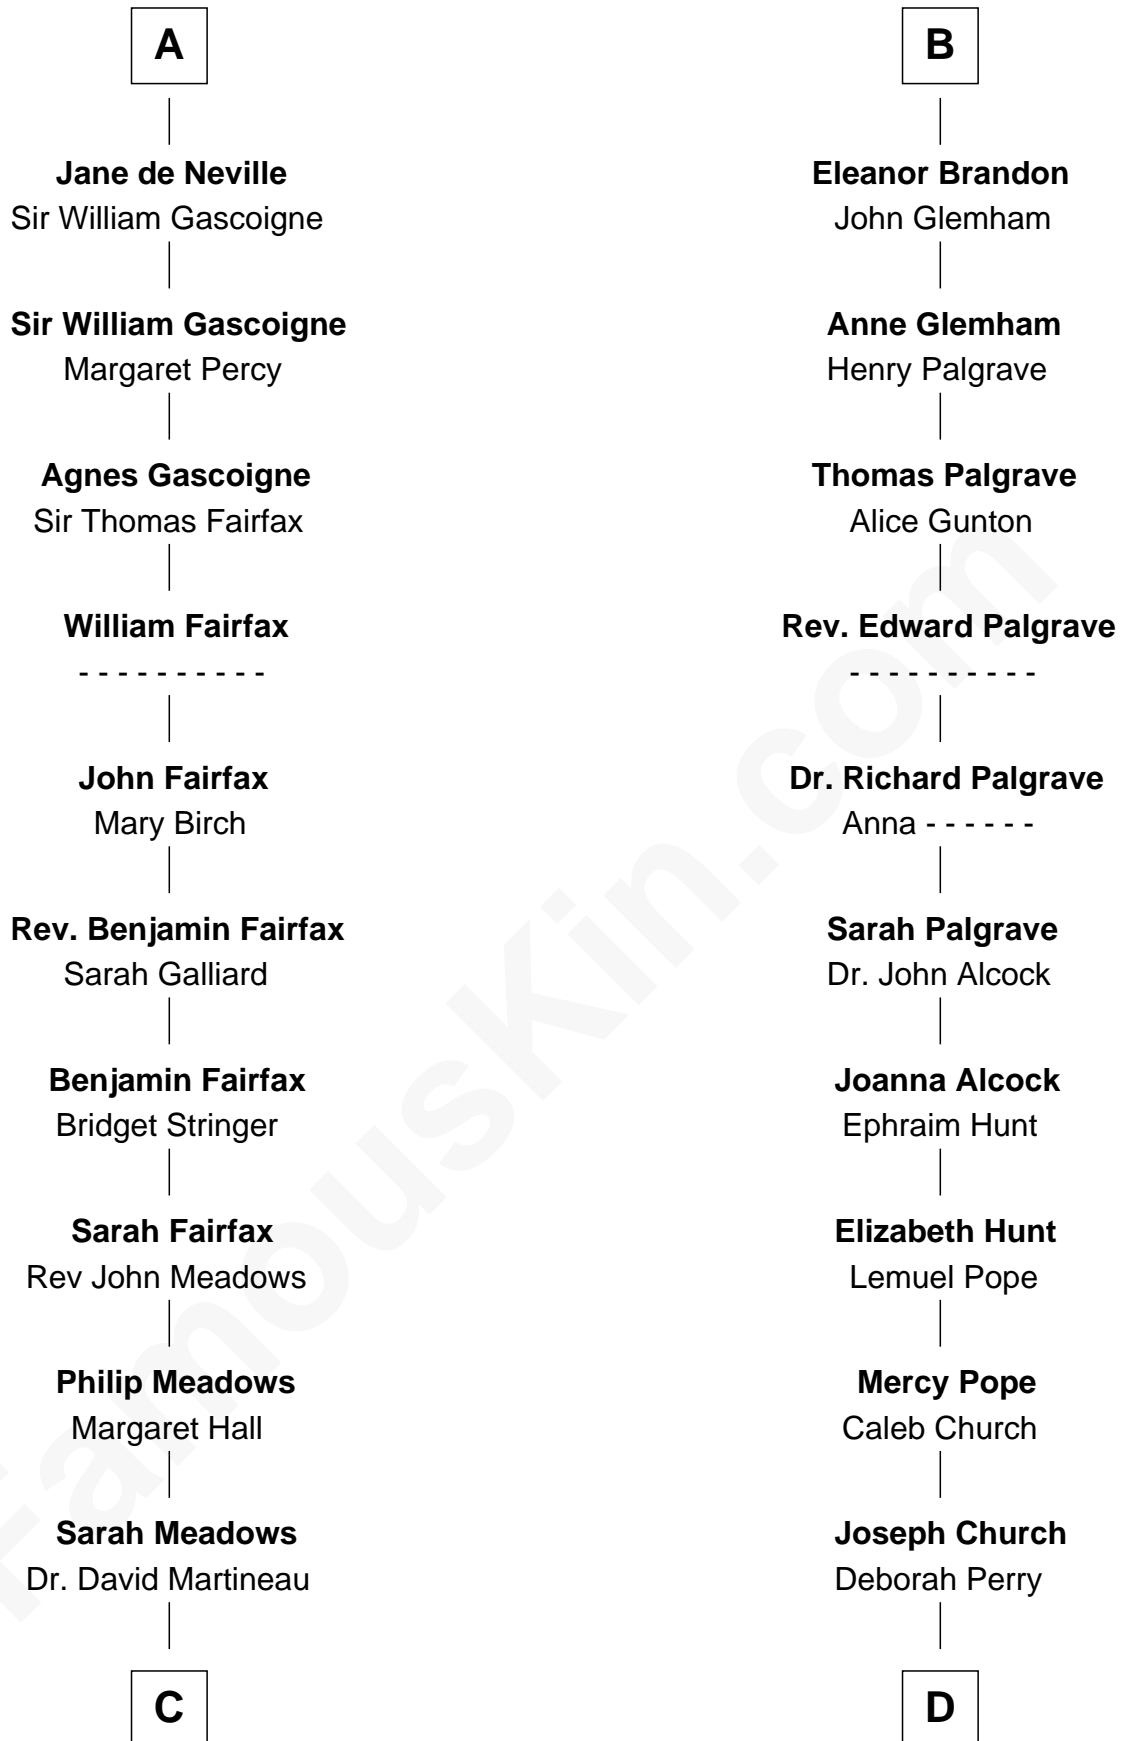 A
Jane de Neville
Sir William Gascoigne
Sir William Gascoigne
Margaret Percy
Agnes Gascoigne
Sir Thomas Fairfax
William Fairfax
- - - - - - - - - -
John Fairfax
Mary Birch
Rev. Benjamin Fairfax
Sarah Galliard
Benjamin Fairfax
Bridget Stringer
Sarah Fairfax
Rev John Meadows
Philip Meadows
Margaret Hall
Sarah Meadows
Dr. David Martineau
C
B
Eleanor Brandon
John Glemham
Anne Glemham
Henry Palgrave
Thomas Palgrave
Alice Gunton
Rev. Edward Palgrave
- - - - - - - - - -
Dr. Richard Palgrave
Anna - - - - - -
Sarah Palgrave
Dr. John Alcock
Joanna Alcock
Ephraim Hunt
Elizabeth Hunt
Lemuel Pope
Mercy Pope
Caleb Church
Joseph Church
Deborah Perry
D
FamousKin.com